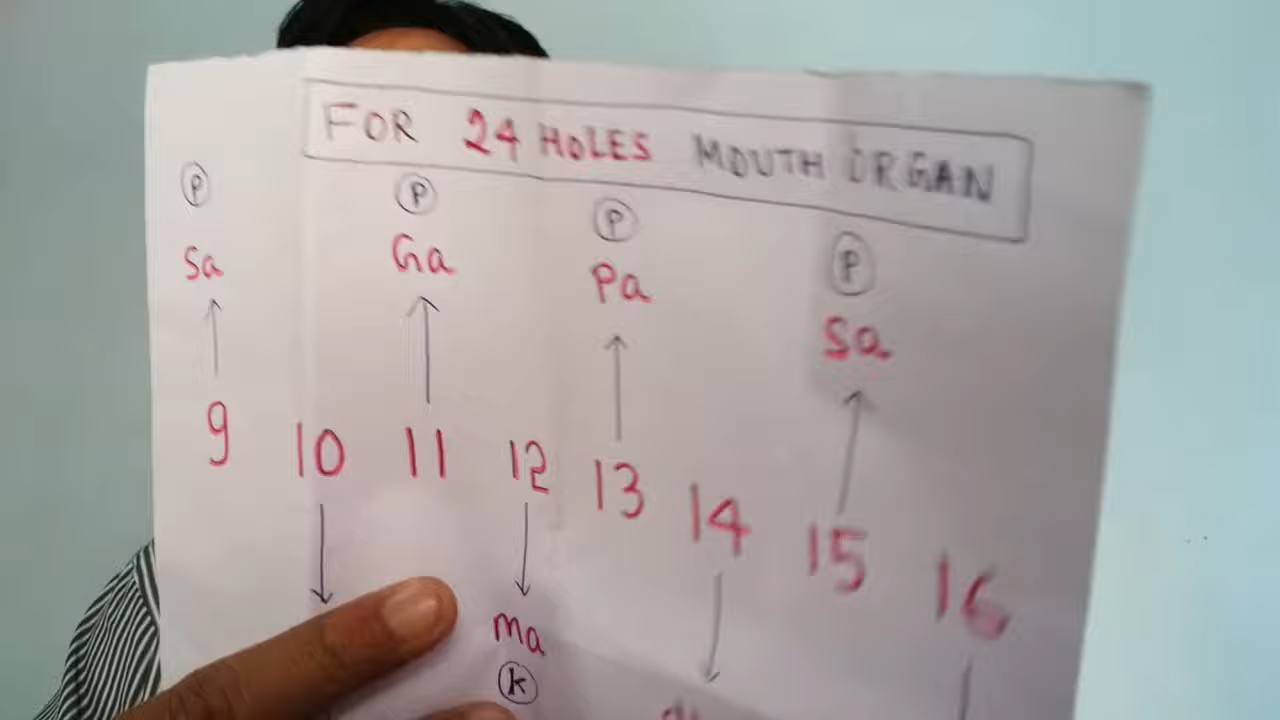 FOR 24 HOLES MOUTH ORGAN
P P P P
Sa Ga Pa Sa
9 10 11 12 13 14 15 16
ma
k